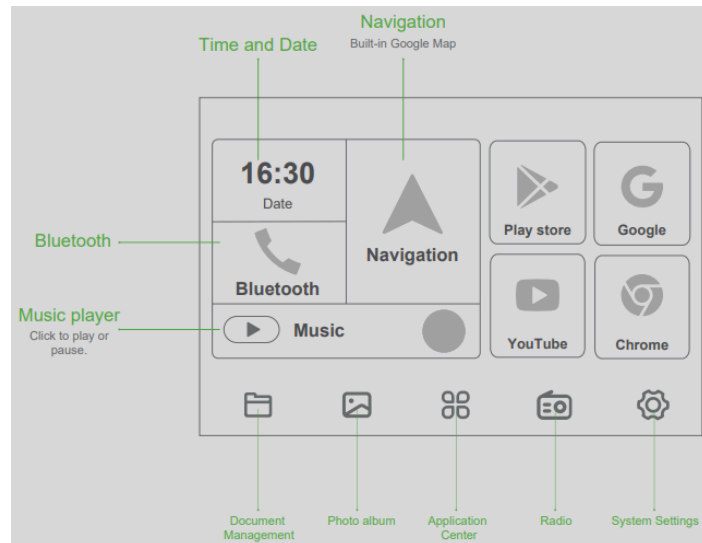 Navigation
Built-in Google Map
Time and Date
16:30
Date
Navigation
Play store
Google
Bluetooth
Bluetooth
Music player
Click to play or
pause.
Music
YouTube
Chrome
Document
Management
Photo album
Application
Center
Radio
System Settings